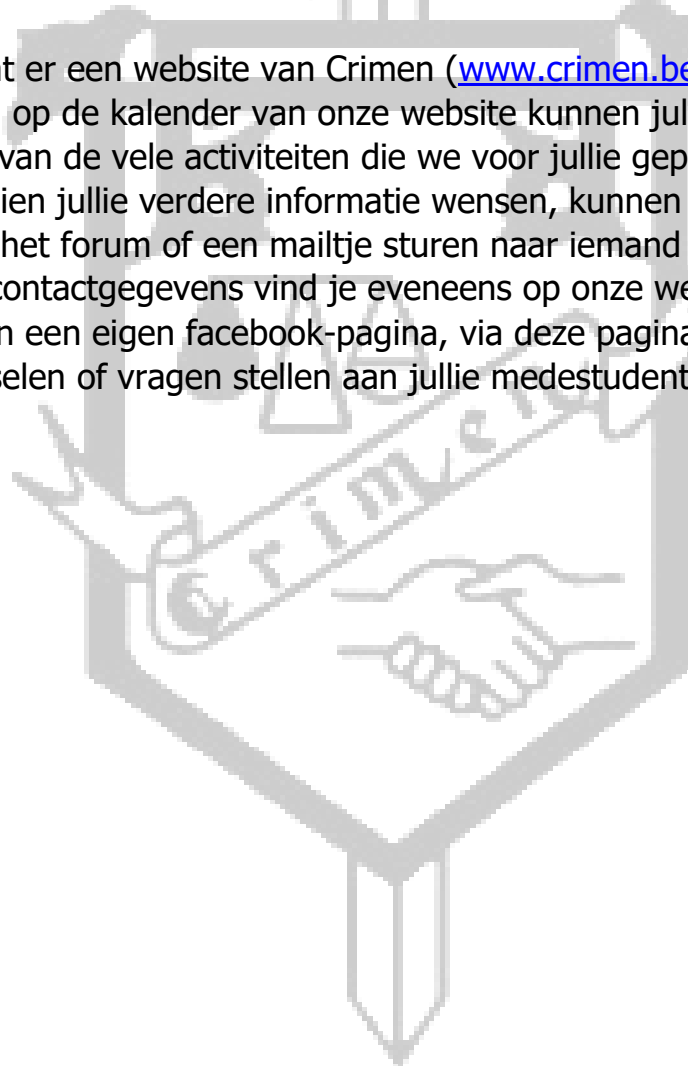 t er een website van Crimen (www.crimen.be
op de kalender van onze website kunnen jul
van de vele activiteiten die we voor jullie gep
ien jullie verdere informatie wensen, kunnen
het forum of een mailtje sturen naar iemand
contactgegevens vind je eveneens op onze we
n een eigen facebook-pagina, via deze pagina
selen of vragen stellen aan jullie medestudent
Crimen